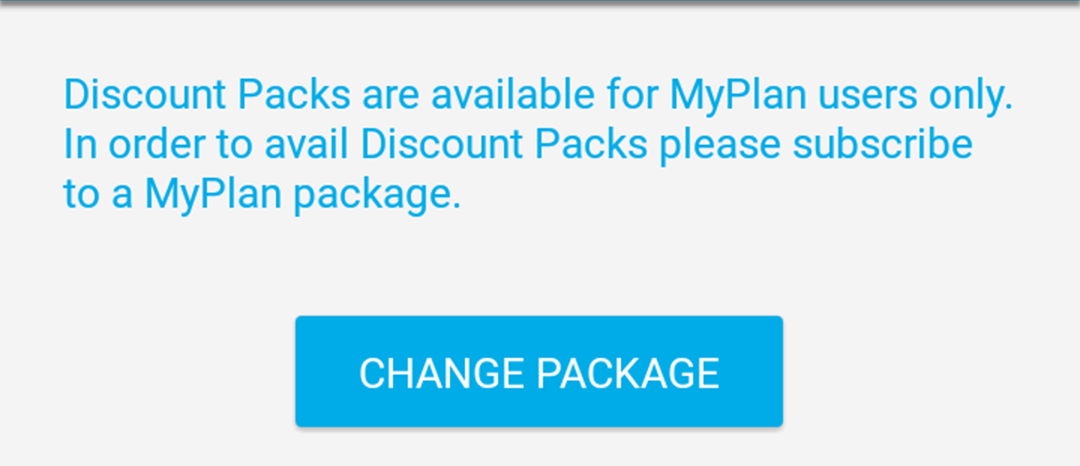 Discount Packs are available for MyPlan users only.
In order to avail Discount Packs please subscribe
to a MyPlan package.
CHANGE PACKAGE